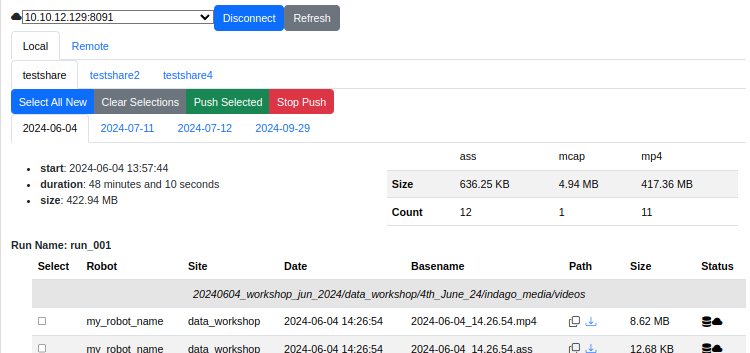 10.10.12.129:8091 Disconnect Refresh
Local Remote
testshare testshare2 testshare4
Select All New Clear Selections Push Selected Stop Push
2024-06-04 2024-07-11 2024-07-12 2024-09-29
start: 2024-06-04 13:57:44
duration: 48 minutes and 10 seconds
size: 422.94 MB
ass mcap mp4
Size 636.25 KB 4.94 MB 417.36 MB
Count 12 1 11
Run Name: run_001
Select Robot Site Date Basename Path Size Status
20240604_workshop_jun_2024/data_workshop/4th_June_24/indago_media/videos
my_robot_name data_workshop 2024-06-04 14:26:54 2024-06-04_14.26.54.mp4 8.62 MB
my_robot_name data_workshop 2024-06-04 14:26:54 2024-06-04_14.26.54.ass 12.68 KB